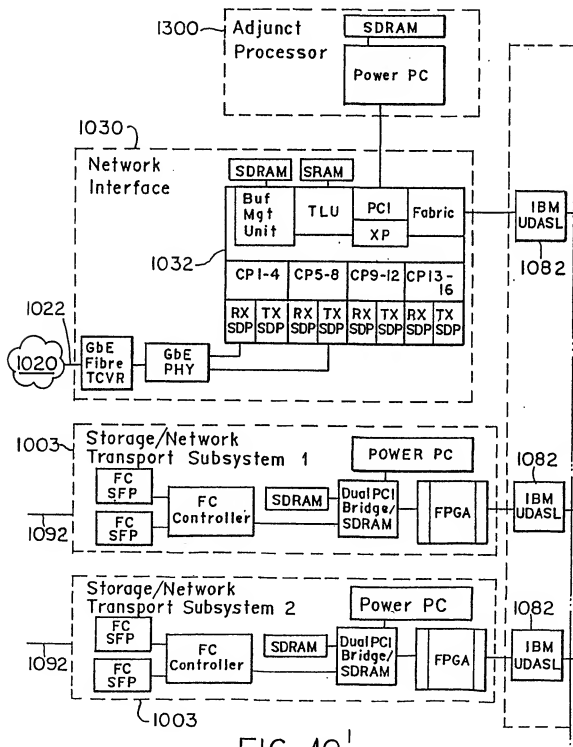 1300
Adjunct
Processor
SDRAM
Power PC
1030
Network
Interface
SDRAM
SRAM
Buf
Mgt
Unit
TLU
PCI
XP
Fabric
1032
CP1-4
CP5-8
CP9-12
CP13-
16
RX
SDP
TX
SDP
RX
SDP
TX
SDP
RX
SDP
TX
SDP
RX
SDP
TX
SDP
IBM
UDASL
1082
1022
1020
GbE
Fibre
TCVR
GbE
PHY
1003
Storage/Network
Transport Subsystem 1
FC
SFP
FC
SFP
1092
FC
Controller
SDRAM
POWER PC
Dual PCI
Bridge/
SDRAM
FPGA
1082
IBM
UDASL
Storage/Network
Transport Subsystem 2
FC
SFP
FC
SFP
1092
FC
Controller
SDRAM
Power PC
Dual PCI
Bridge/
SDRAM
FPGA
1082
IBM
UDASL
1003